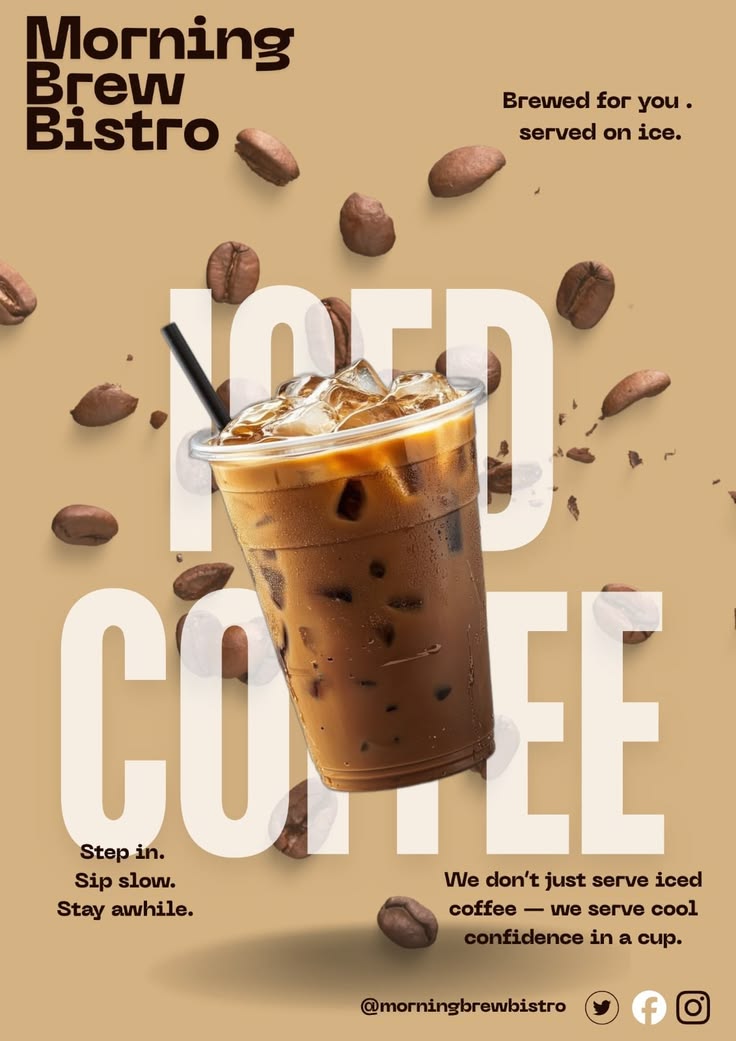 Morning
Brew
Bistro
Brewed for you .
served on ice.
ICED
COFFEE
Step in.
Sip slow.
Stay awhile.
We don't just serve iced
coffee — we serve cool
confidence in a cup.
@morningbrewbistro